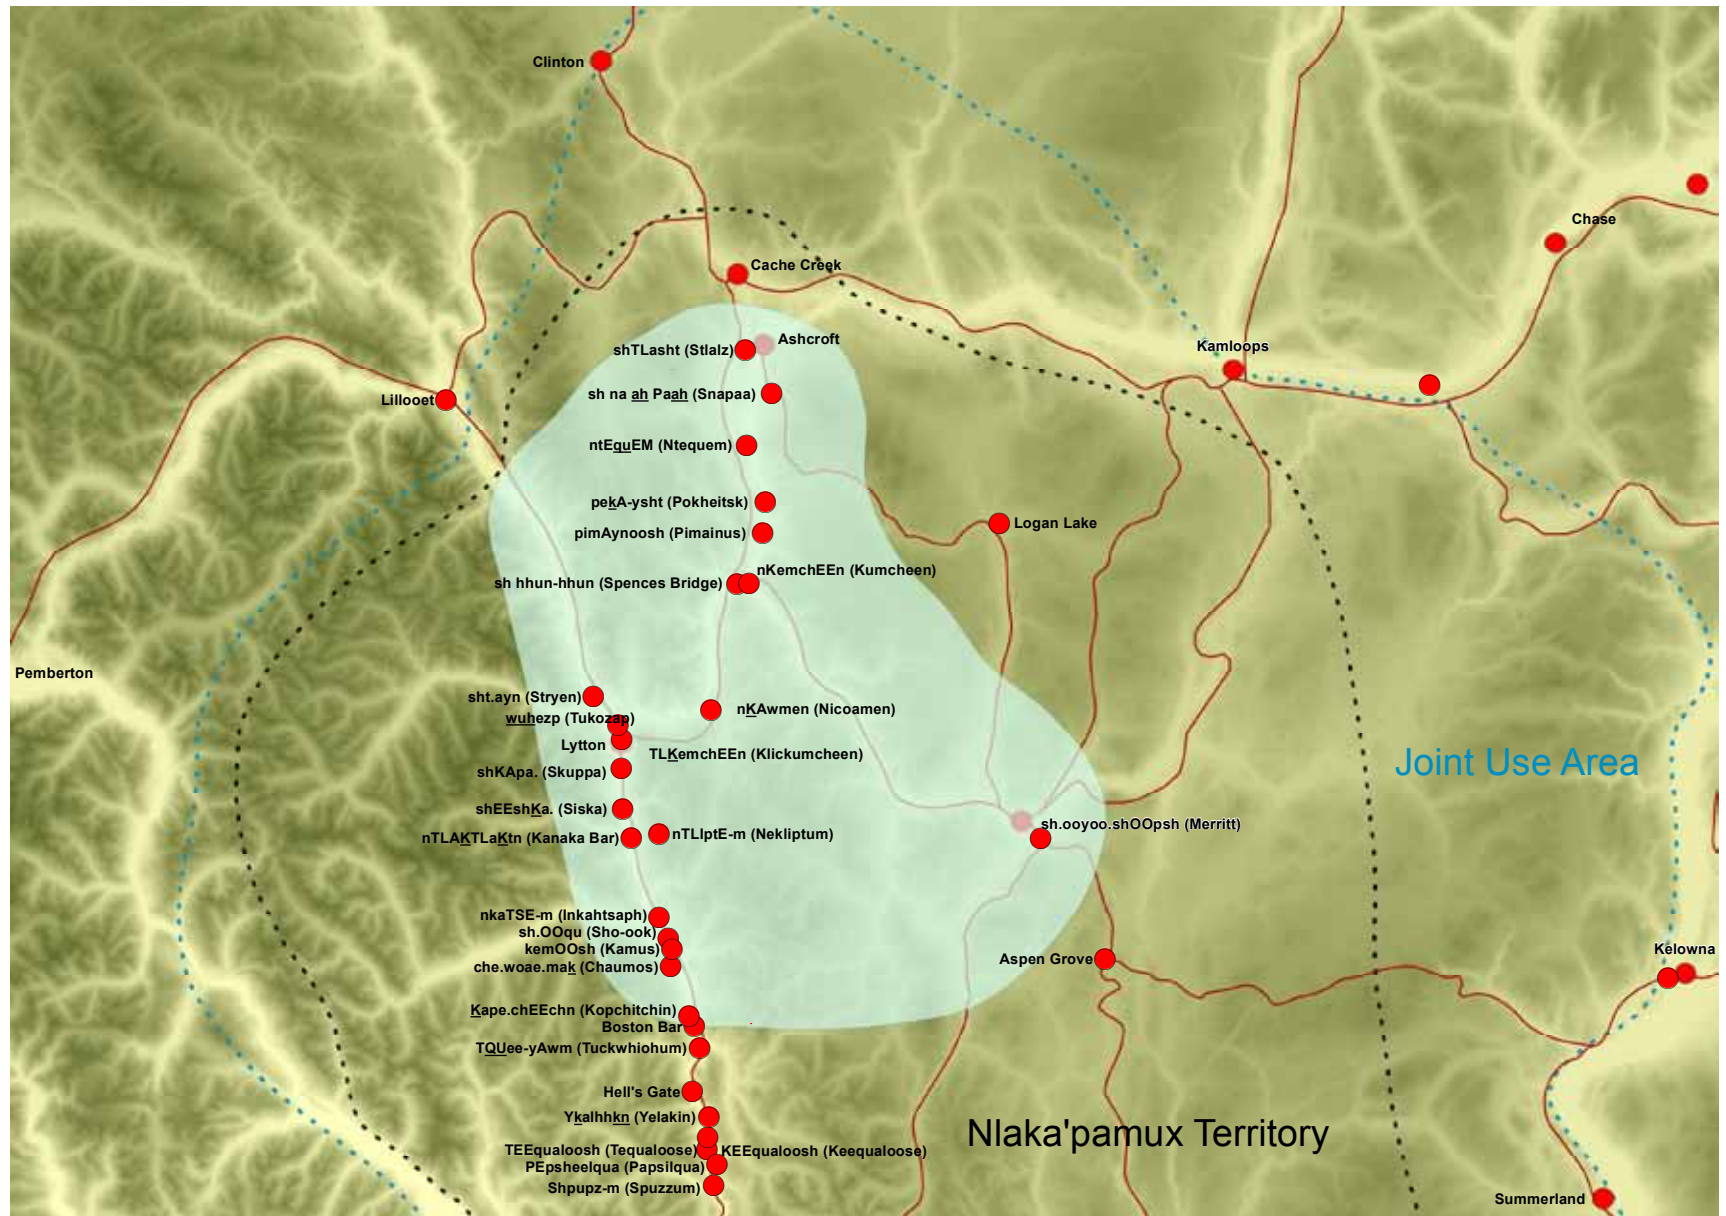 Clinton
Chase
Cache Creek
Ashcroft
shTLasht (Stlalz)
Kamloops
sh na ah Paah (Snapaa)
Lillooet
ntEquEM (Ntequem)
pekA-ysht (Pokheitsk)
Logan Lake
pimAynoosh (Pimainus)
nKemchEEn (Kumcheen)
sh hhun-hhun (Spences Bridge)
Pemberton
sht.ayn (Stryen)
nKAwmen (Nicoamen)
wuhezp (Tukozap)
Lytton
TLKemchEEn (Klickumcheen)
Joint Use Area
shKApa. (Skuppa)
shEEshKa. (Siska)
sh.ooyoo.shOOpsh (Merritt)
nTLAKTLaKtn (Kanaka Bar)
nTLIptE-m (Nekliptum)
nkaTSE-m (Inkahtsaph)
sh.OOqu (Sho-ook)
kemOOsh (Kamus)
Kelowna
Aspen Grove
che.woae.mak (Chaumos)
Kape.chEEchn (Kopchitchin)
Boston Bar
TQUee-yAwm (Tuckwhiohum)
Hell's Gate
Ykalhhkn (Yelakin)
Nlaka'pamux Territory
TEEqualoosh (Tequaloose)
KEEqualoosh (Keequaloose)
PEpsheelqua (Papsilqua)
Shpupz-m (Spuzzum)
Summerland